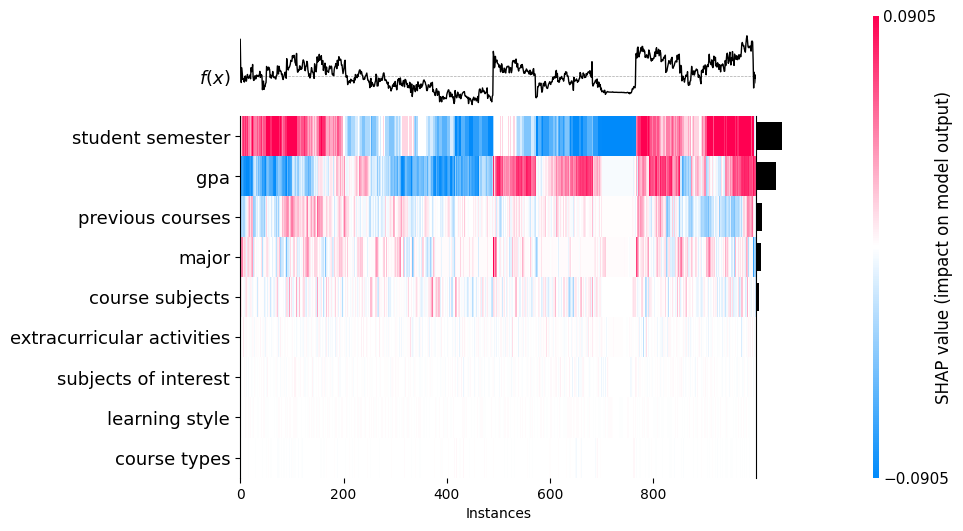 0.0905
f(x)
student semester
gpa
previous courses
major
course subjects
extracurricular activities
subjects of interest
learning style
course types
0 200 400 600 800
Instances
SHAP value (impact on model output)
−0.0905